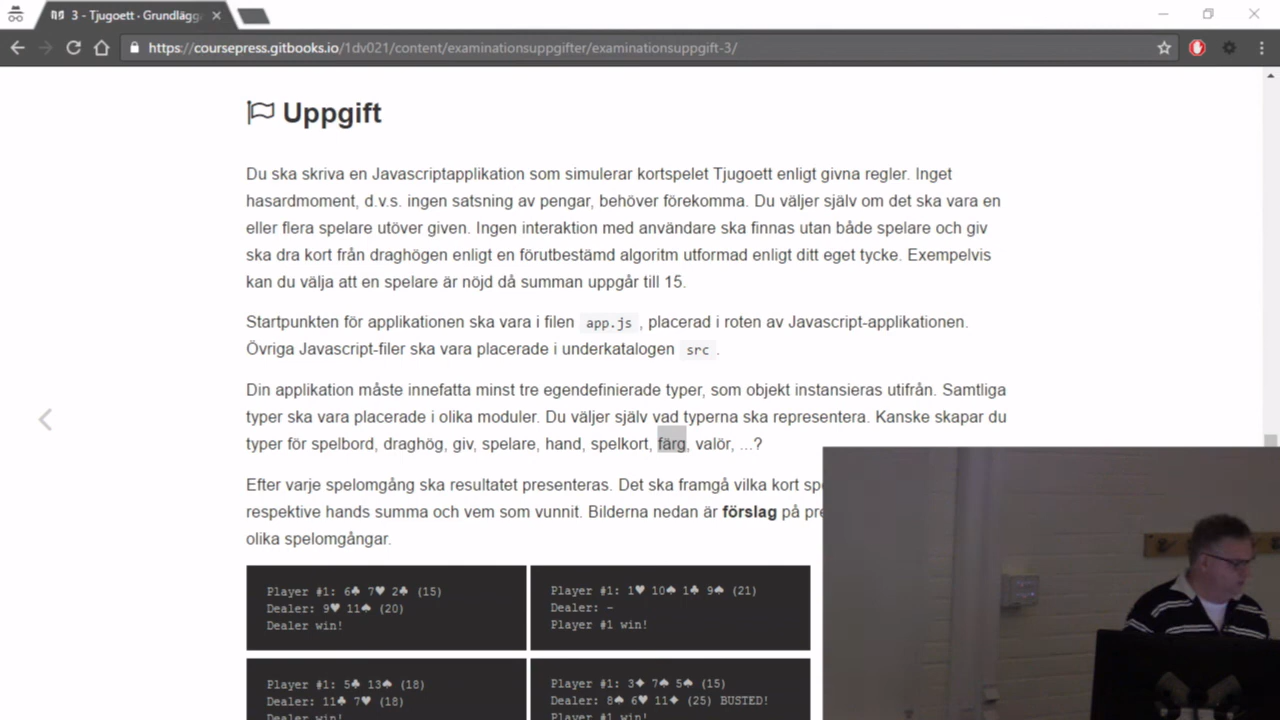 3 - Tjugoett · Grundlägg
https://coursepress.gitbooks.io/1dv021/content/examinationsuppgifter/examinationsuppgift-3/
Uppgift
Du ska skriva en Javascriptapplikation som simulerar kortspelet Tjugoett enligt givna regler. Inget
hasardmoment, d.v.s. ingen satsning av pengar, behöver förekomma. Du väljer själv om det ska vara en
eller flera spelare utöver given. Ingen interaktion med användare ska finnas utan både spelare och giv
ska dra kort från draghögen enligt en förutbestämd algoritm utformad enligt ditt eget tycke. Exempelvis
kan du välja att en spelare är nöjd då summan uppgår till 15.
Startpunkten för applikationen ska vara i filen app.js , placerad i roten av Javascript-applikationen.
Övriga Javascript-filer ska vara placerade i underkatalogen src .
Din applikation måste innefatta minst tre egendefinierade typer, som objekt instansieras utifrån. Samtliga
typer ska vara placerade i olika moduler. Du väljer själv vad typerna ska representera. Kanske skapar du
typer för spelbord, draghög, giv, spelare, hand, spelkort, färg, valör, ...?
Efter varje spelomgång ska resultatet presenteras. Det ska framgå vilka kort sp
respektive hands summa och vem som vunnit. Bilderna nedan är förslag på pre
olika spelomgångar.
Player #1: 6♣ 7♥ 2♣ (15)
Dealer: 9♥ 11♠ (20)
Dealer win!
Player #1: 1♥ 10♠ 1♣ 9♠ (21)
Dealer: -
Player #1 win!
Player #1: 5♣ 13♠ (18)
Dealer: 11♣ 7♥ (18)
Dealer win!
Player #1: 3♦ 7♠ 5♠ (15)
Dealer: 8♠ 6♥ 11♦ (25) BUSTED!
Player #1 win!